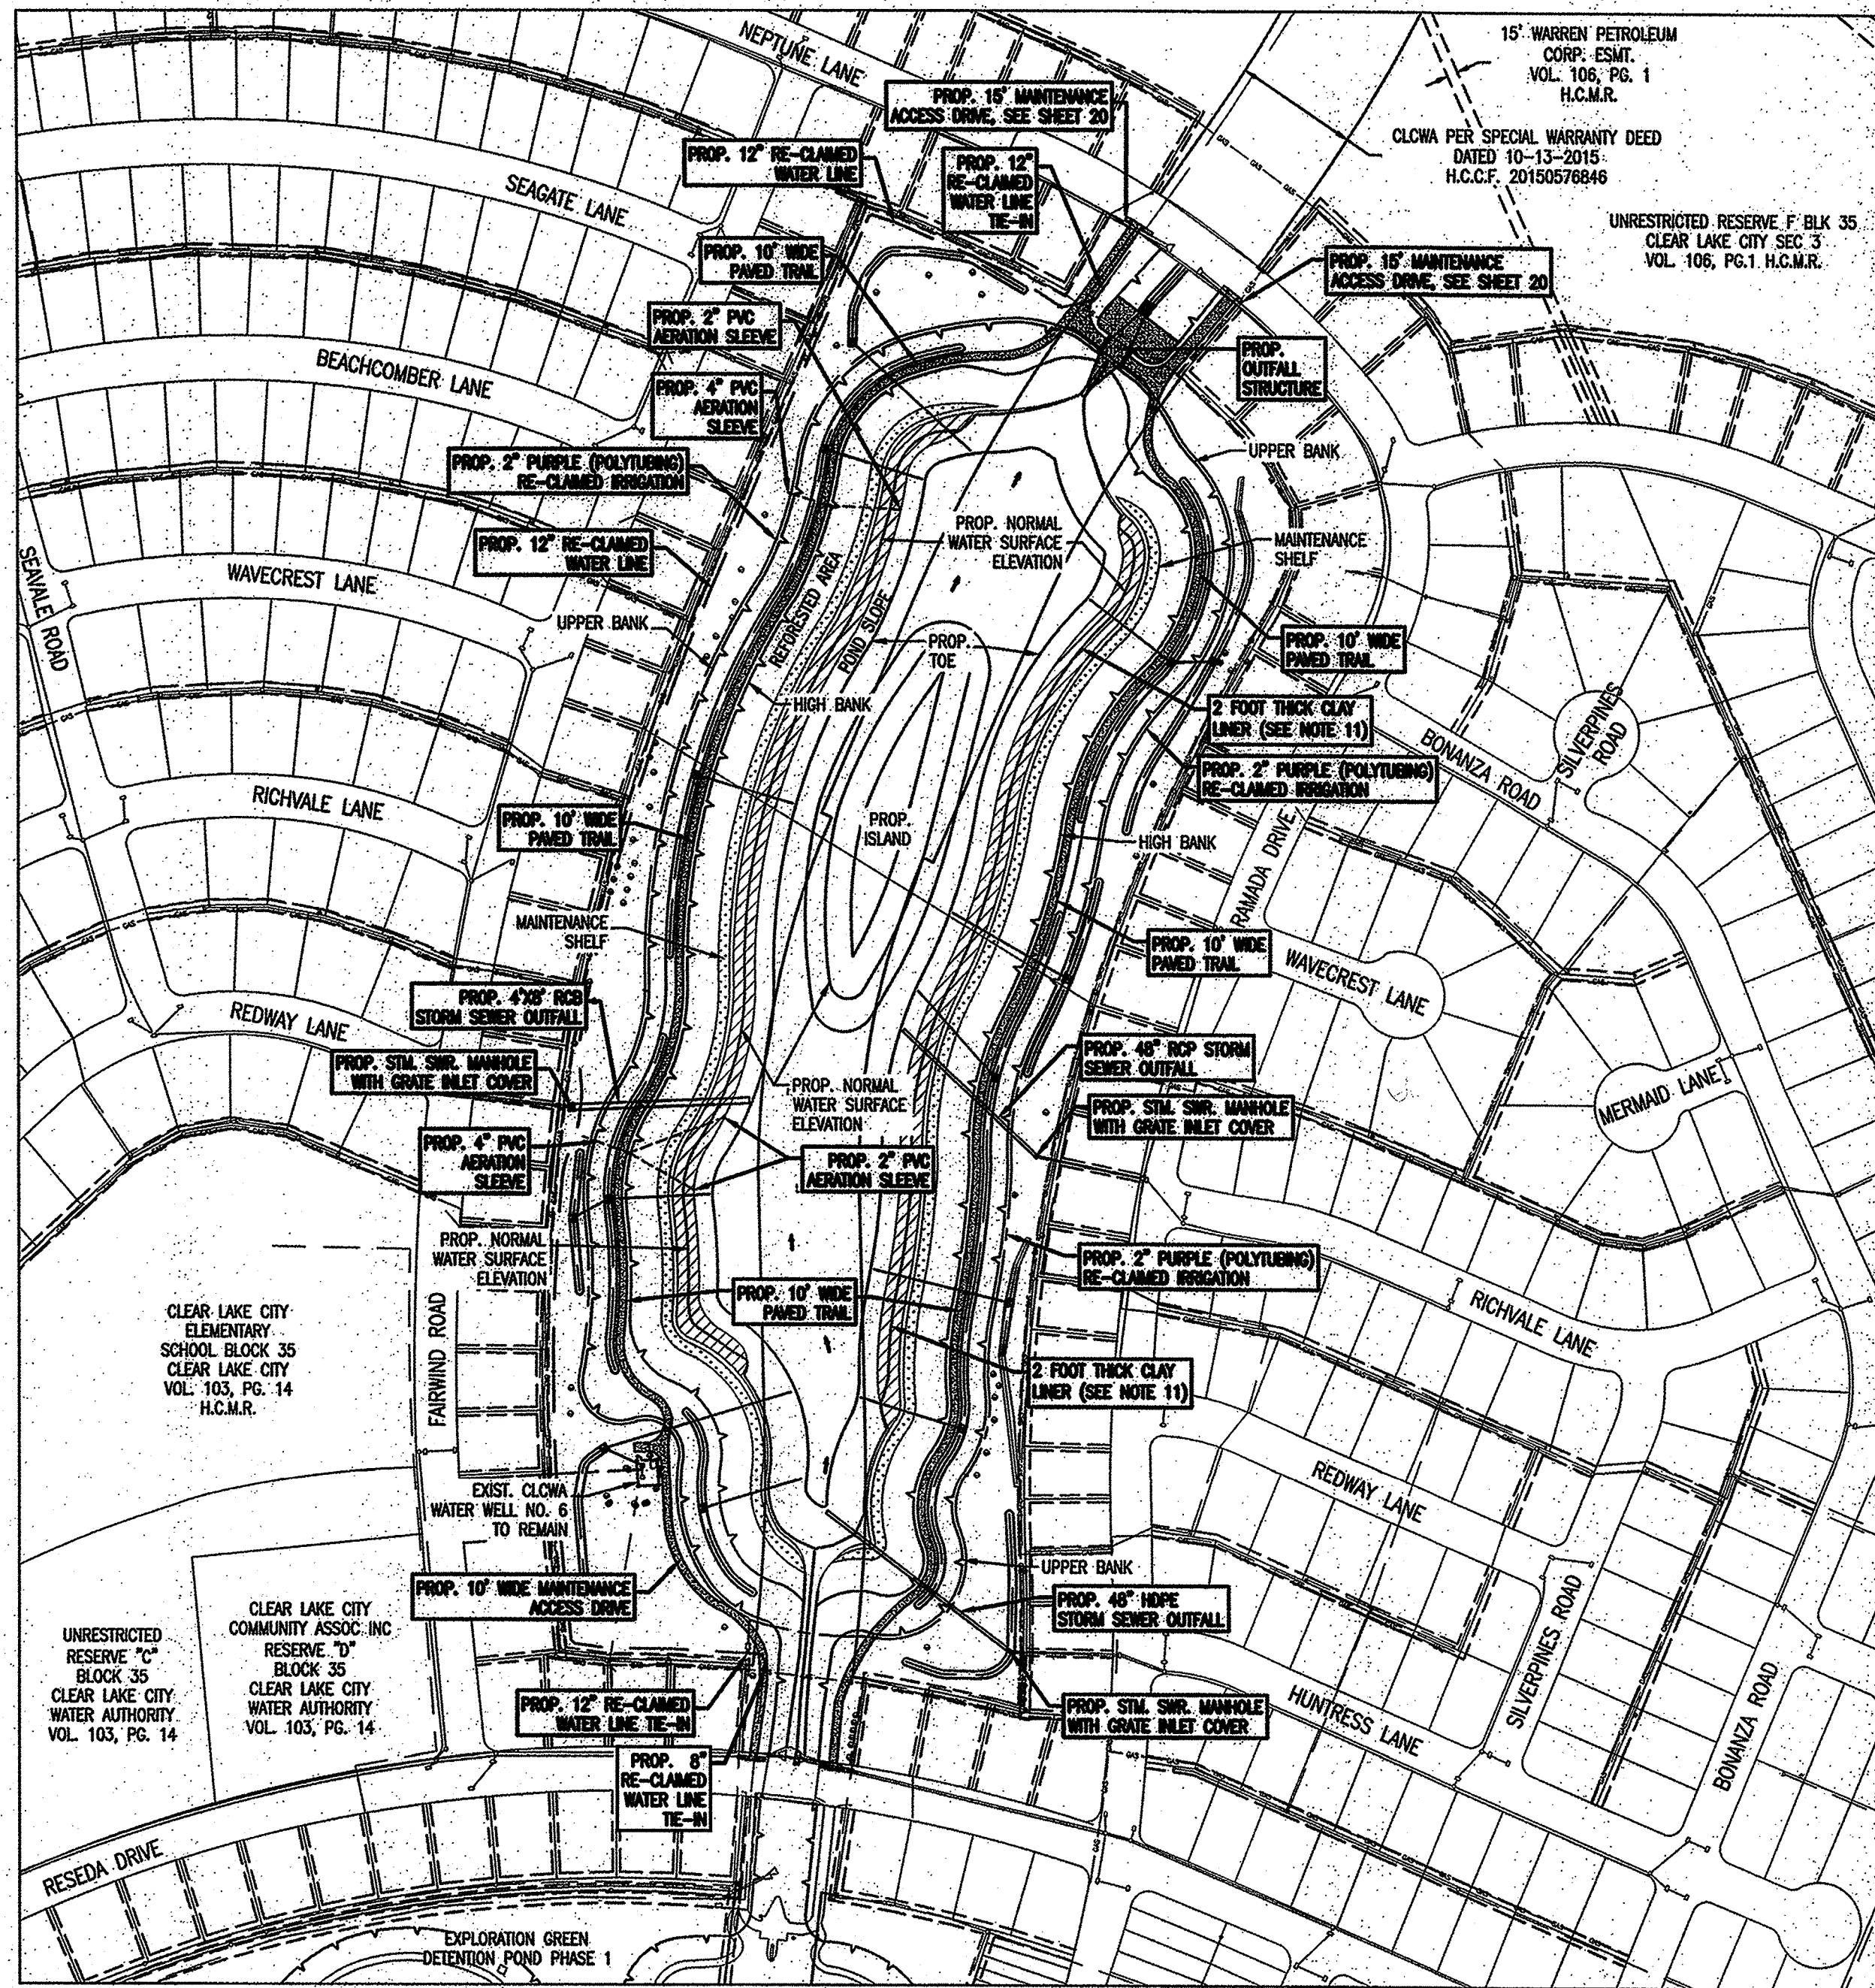 NEPTUNE LANE
15' WARREN PETROLEUM
CORP. ESMT.
VOL. 106, PG. 1
H.C.M.R.
PROP. 15' MAINTENANCE
ACCESS DRIVE, SEE SHEET 20
CLCWA PER SPECIAL WARRANTY DEED
DATED 10-13-2015
H.C.C.F. 20150576846
PROP. 12" RE-CLAIMED
WATER LINE
PROP. 12"
RE-CLAIMED
WATER LINE
TIE-IN
SEAGATE LANE
UNRESTRICTED RESERVE F BLK 35
CLEAR LAKE CITY SEC 3
VOL. 106, PG.1 H.C.M.R.
PROP. 10' WIDE
PAVED TRAIL
PROP. 15' MAINTENANCE
ACCESS DRIVE, SEE SHEET 20
PROP. 2" PVC
AERATION SLEEVE
PROP.
OUTFALL
STRUCTURE
BEACHCOMBER LANE
PROP. 4" PVC
AERATION
SLEEVE
UPPER BANK
PROP. 2" PURPLE (POLYTUBING)
RE-CLAIMED IRRIGATION
PROP. NORMAL
WATER SURFACE
ELEVATION
MAINTENANCE
SHELF
PROP. 12" RE-CLAIMED
WATER LINE
SEAVALE ROAD
WAVECREST LANE
UPPER BANK
REFORESTED AREA
POND SLOPE
PROP.
TOE
PROP. 10' WIDE
PAVED TRAIL
HIGH BANK
2 FOOT THICK CLAY
LINER (SEE NOTE 11)
SILVERPINES
ROAD
BONANZA ROAD
PROP. 2" PURPLE (POLYTUBING)
RE-CLAIMED IRRIGATION
RICHVALE LANE
PROP. 10' WIDE
PAVED TRAIL
PROP.
ISLAND
HIGH BANK
RAMADA DRIVE
MAINTENANCE
SHELF
PROP. 10' WIDE
PAVED TRAIL
WAVECREST LANE
PROP. 4'X8' RCB
STORM SEWER OUTFALL
REDWAY LANE
PROP. STM. SWR. MANHOLE
WITH GRATE INLET COVER
PROP. 48" RCP STORM
SEWER OUTFALL
PROP. NORMAL
WATER SURFACE
ELEVATION
PROP. STM. SWR. MANHOLE
WITH GRATE INLET COVER
MERMAID LANE
PROP. 4" PVC
AERATION
SLEEVE
PROP. 2" PVC
AERATION SLEEVE
PROP. NORMAL
WATER SURFACE
ELEVATION
PROP. 2" PURPLE (POLYTUBING)
RE-CLAIMED IRRIGATION
PROP. 10' WIDE
PAVED TRAIL
CLEAR LAKE CITY
ELEMENTARY
SCHOOL BLOCK 35
CLEAR LAKE CITY
VOL. 103, PG. 14
H.C.M.R.
FAIRWIND ROAD
RICHVALE LANE
2 FOOT THICK CLAY
LINER (SEE NOTE 11)
EXIST. CLCWA
WATER WELL NO. 6
TO REMAIN
REDWAY LANE
UPPER BANK
PROP. 10' WIDE MAINTENANCE
ACCESS DRIVE
PROP. 48" HDPE
STORM SEWER OUTFALL
SILVERPINES ROAD
UNRESTRICTED
RESERVE "C"
BLOCK 35
CLEAR LAKE CITY
WATER AUTHORITY
VOL. 103, PG. 14
CLEAR LAKE CITY
COMMUNITY ASSOC INC
RESERVE "D"
BLOCK 35
CLEAR LAKE CITY
WATER AUTHORITY
VOL. 103, PG. 14
PROP. 12" RE-CLAIMED
WATER LINE TIE-IN
PROP. STM. SWR. MANHOLE
WITH GRATE INLET COVER
HUNTRESS LANE
BONANZA ROAD
PROP. 8"
RE-CLAIMED
WATER LINE
TIE-IN
RESEDA DRIVE
EXPLORATION GREEN
DETENTION POND PHASE 1